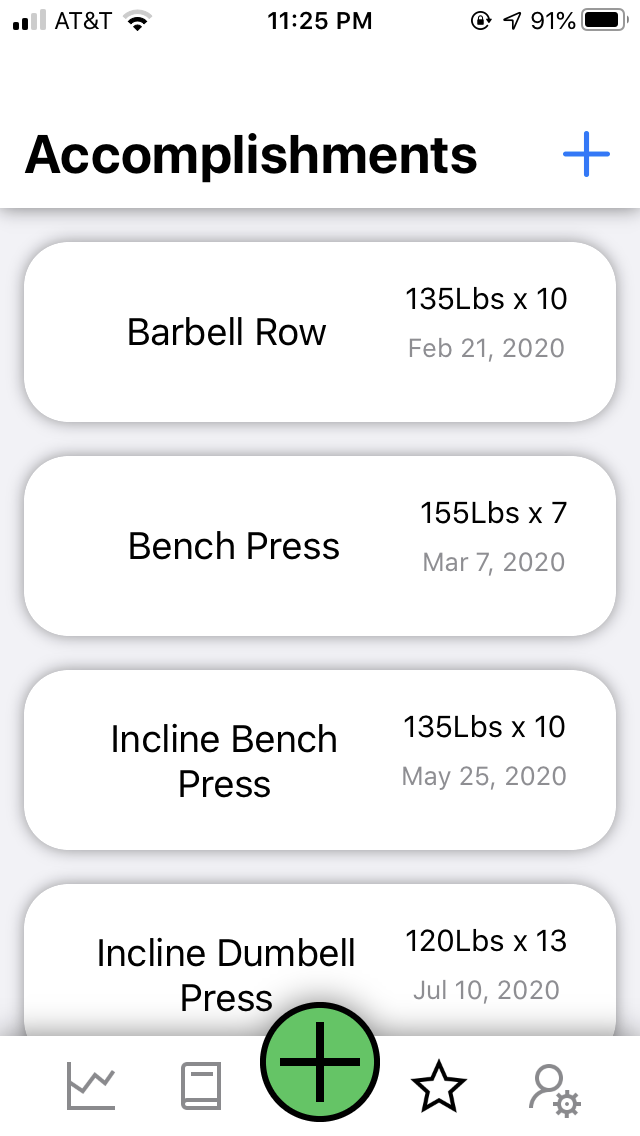 AT&T 11:25 PM 91%
Accomplishments
Barbell Row
135Lbs x 10
Feb 21, 2020
Bench Press
155Lbs x 7
Mar 7, 2020
Incline Bench
Press
135Lbs x 10
May 25, 2020
Incline Dumbell
Press
120Lbs x 13
Jul 10, 2020